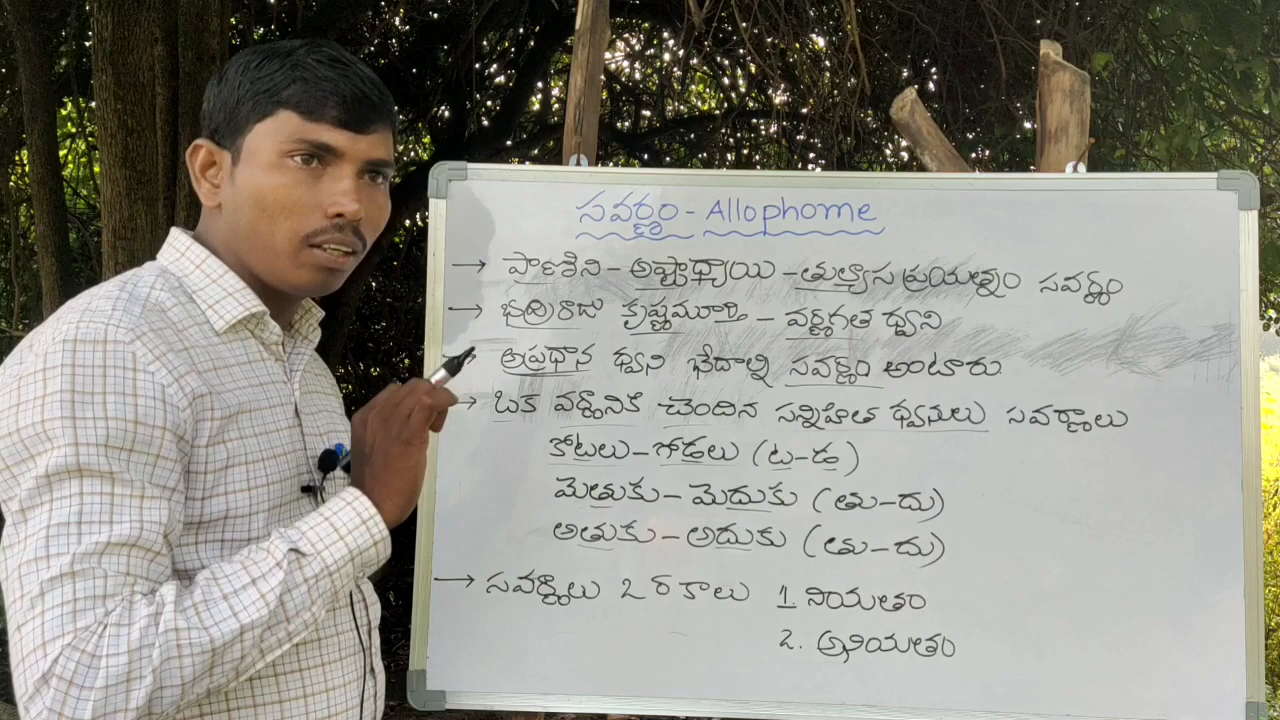 సవర్ణం - Allophome
→ పాణిని - అష్టాధ్యాయి - తుల్యాస ప్రయత్నం సవర్ణం
→ భద్రిరాజు కృష్ణమూర్తి - వర్ణగత ధ్వని
→ అప్రధాన ధ్వని భేదాల్ని సవర్ణం అంటారు
→ ఒక వర్ణానికి చెందిన సన్నిహిత ధ్వనులు సవర్ణాలు
కోటలు - గోడలు (ట - డ)
మెతుకు - మెదుకు (తు - దు)
అతుకు - అదుకు (తు - దు)
→ సవర్ణాలు 2 రకాలు 1. నియతం
2. అనియతం